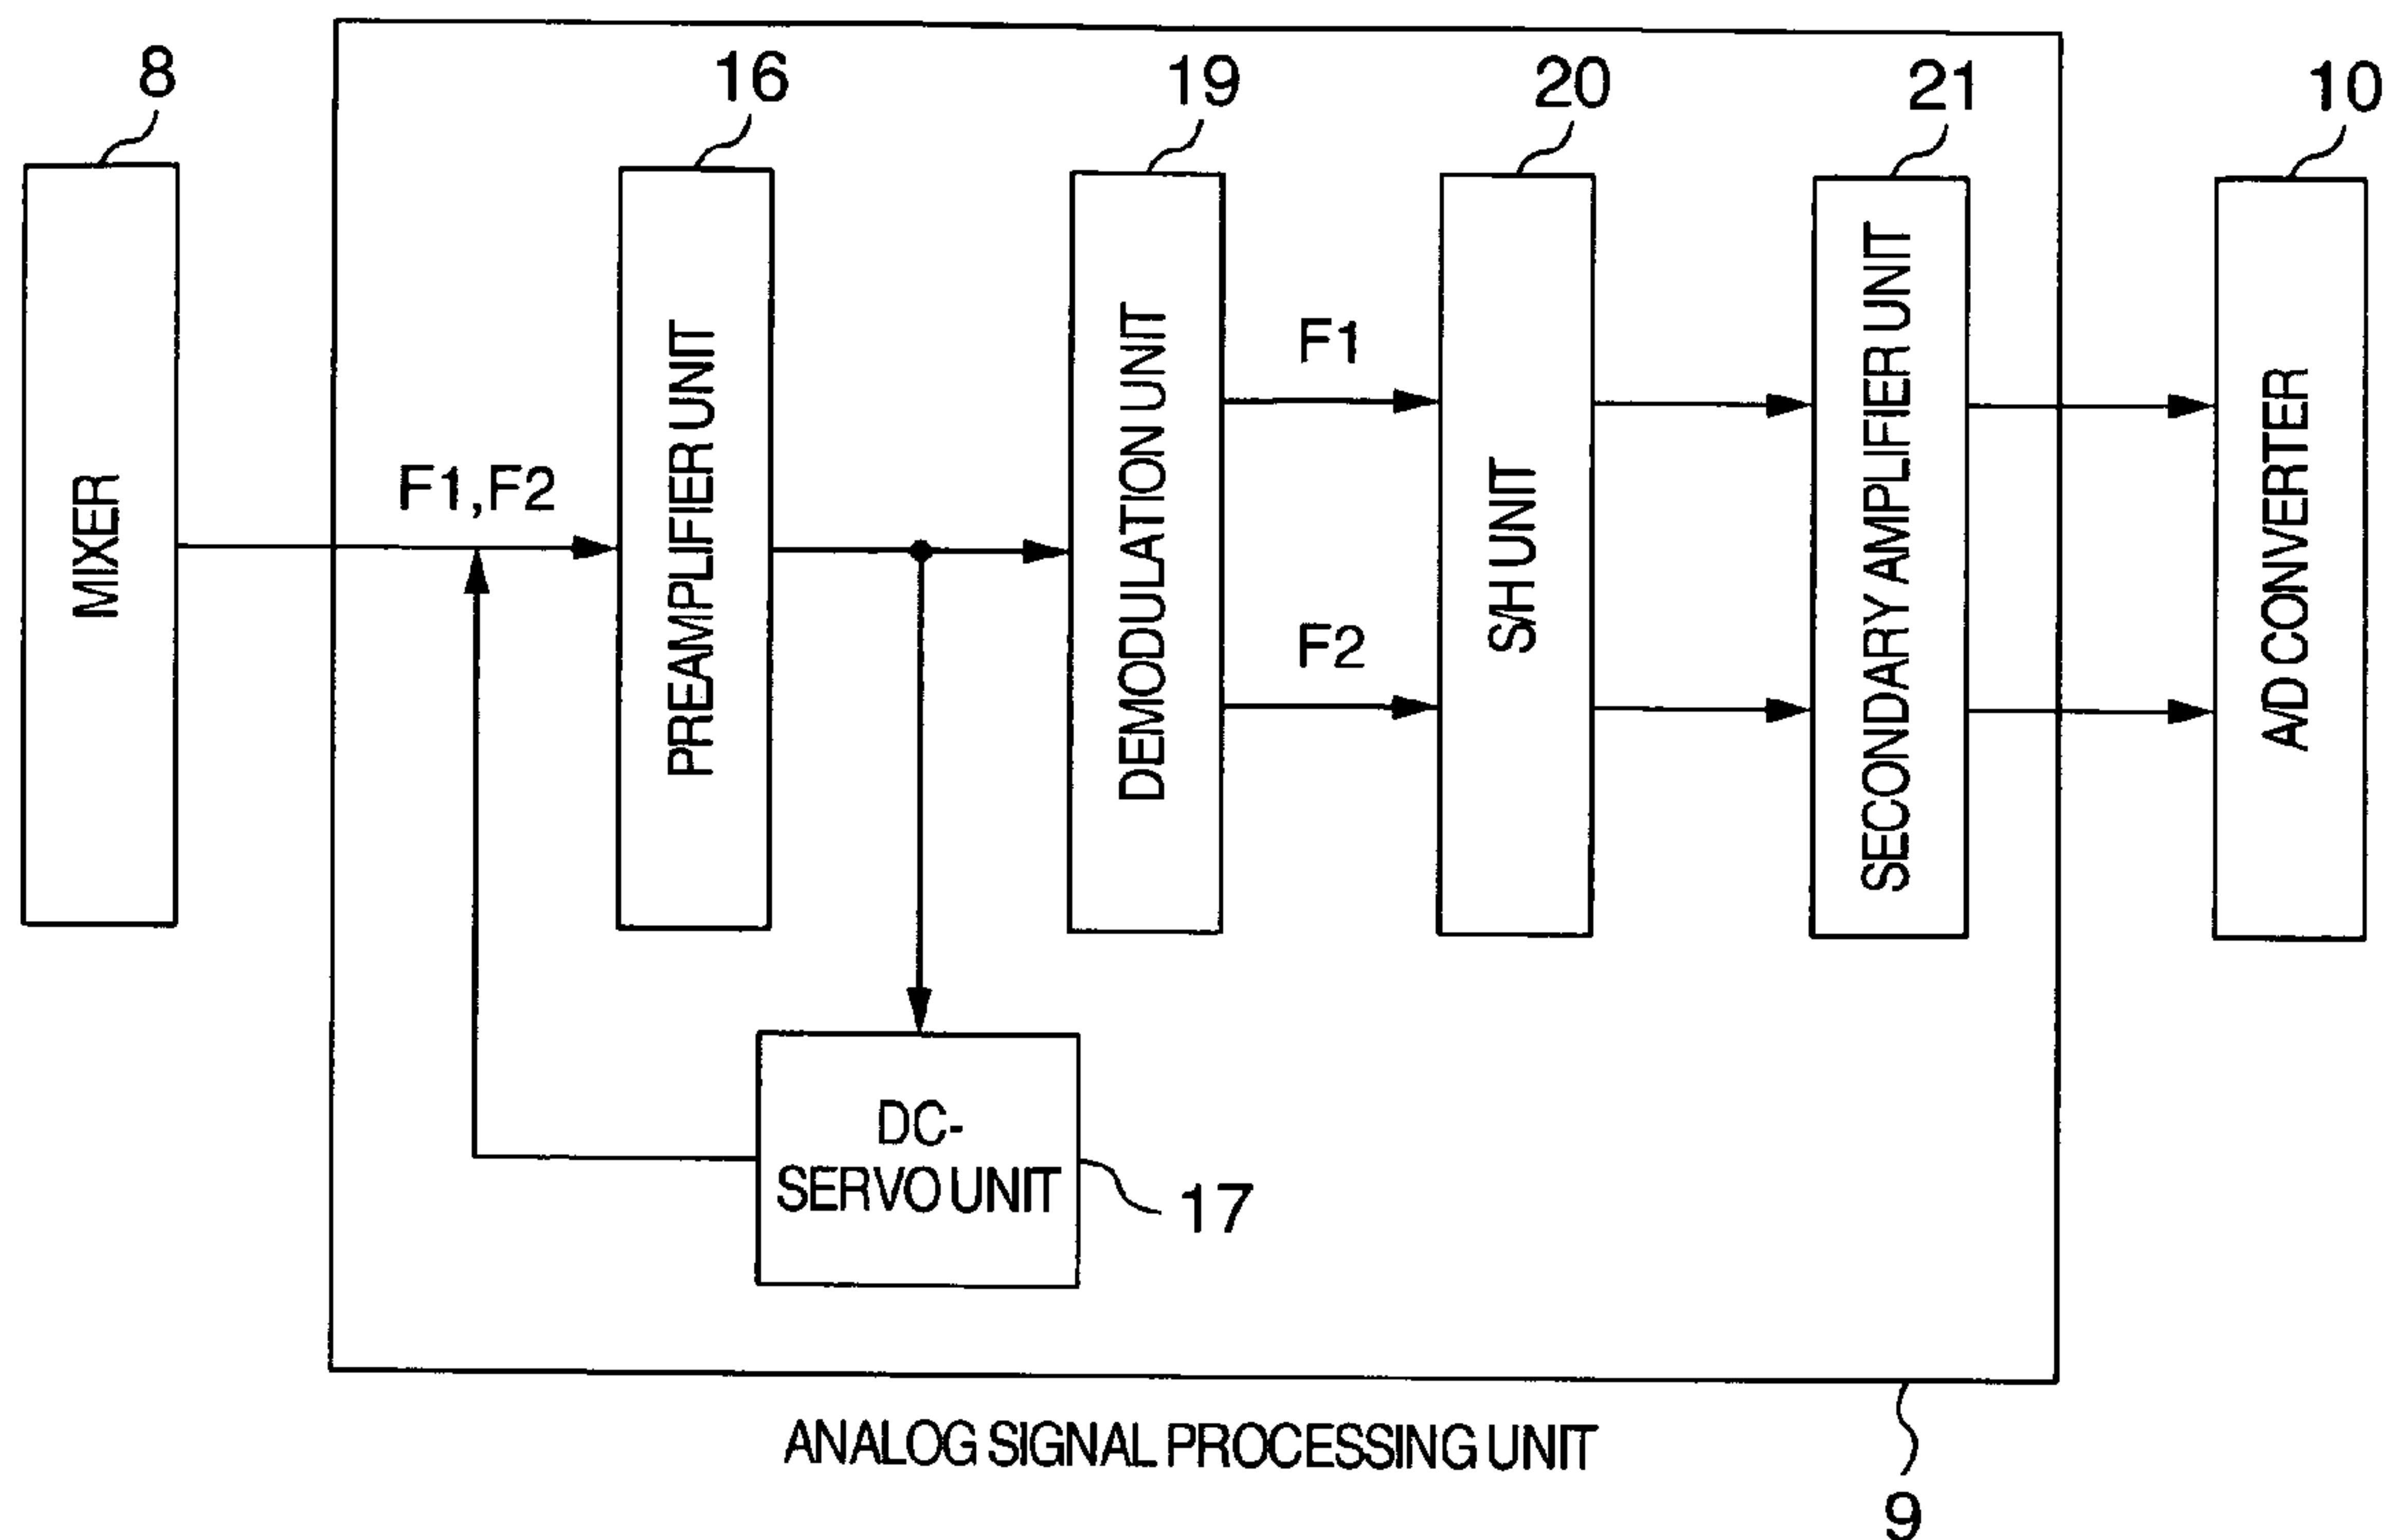 8
16
19
20
21
10
MIXER
F1,F2
PREAMPLIFIER UNIT
DEMODULATION UNIT
F1
F2
S/H UNIT
SECONDARY AMPLIFIER UNIT
A/D CONVERTER
DC-
SERVO UNIT
17
ANALOG SIGNAL PROCESSING UNIT
9